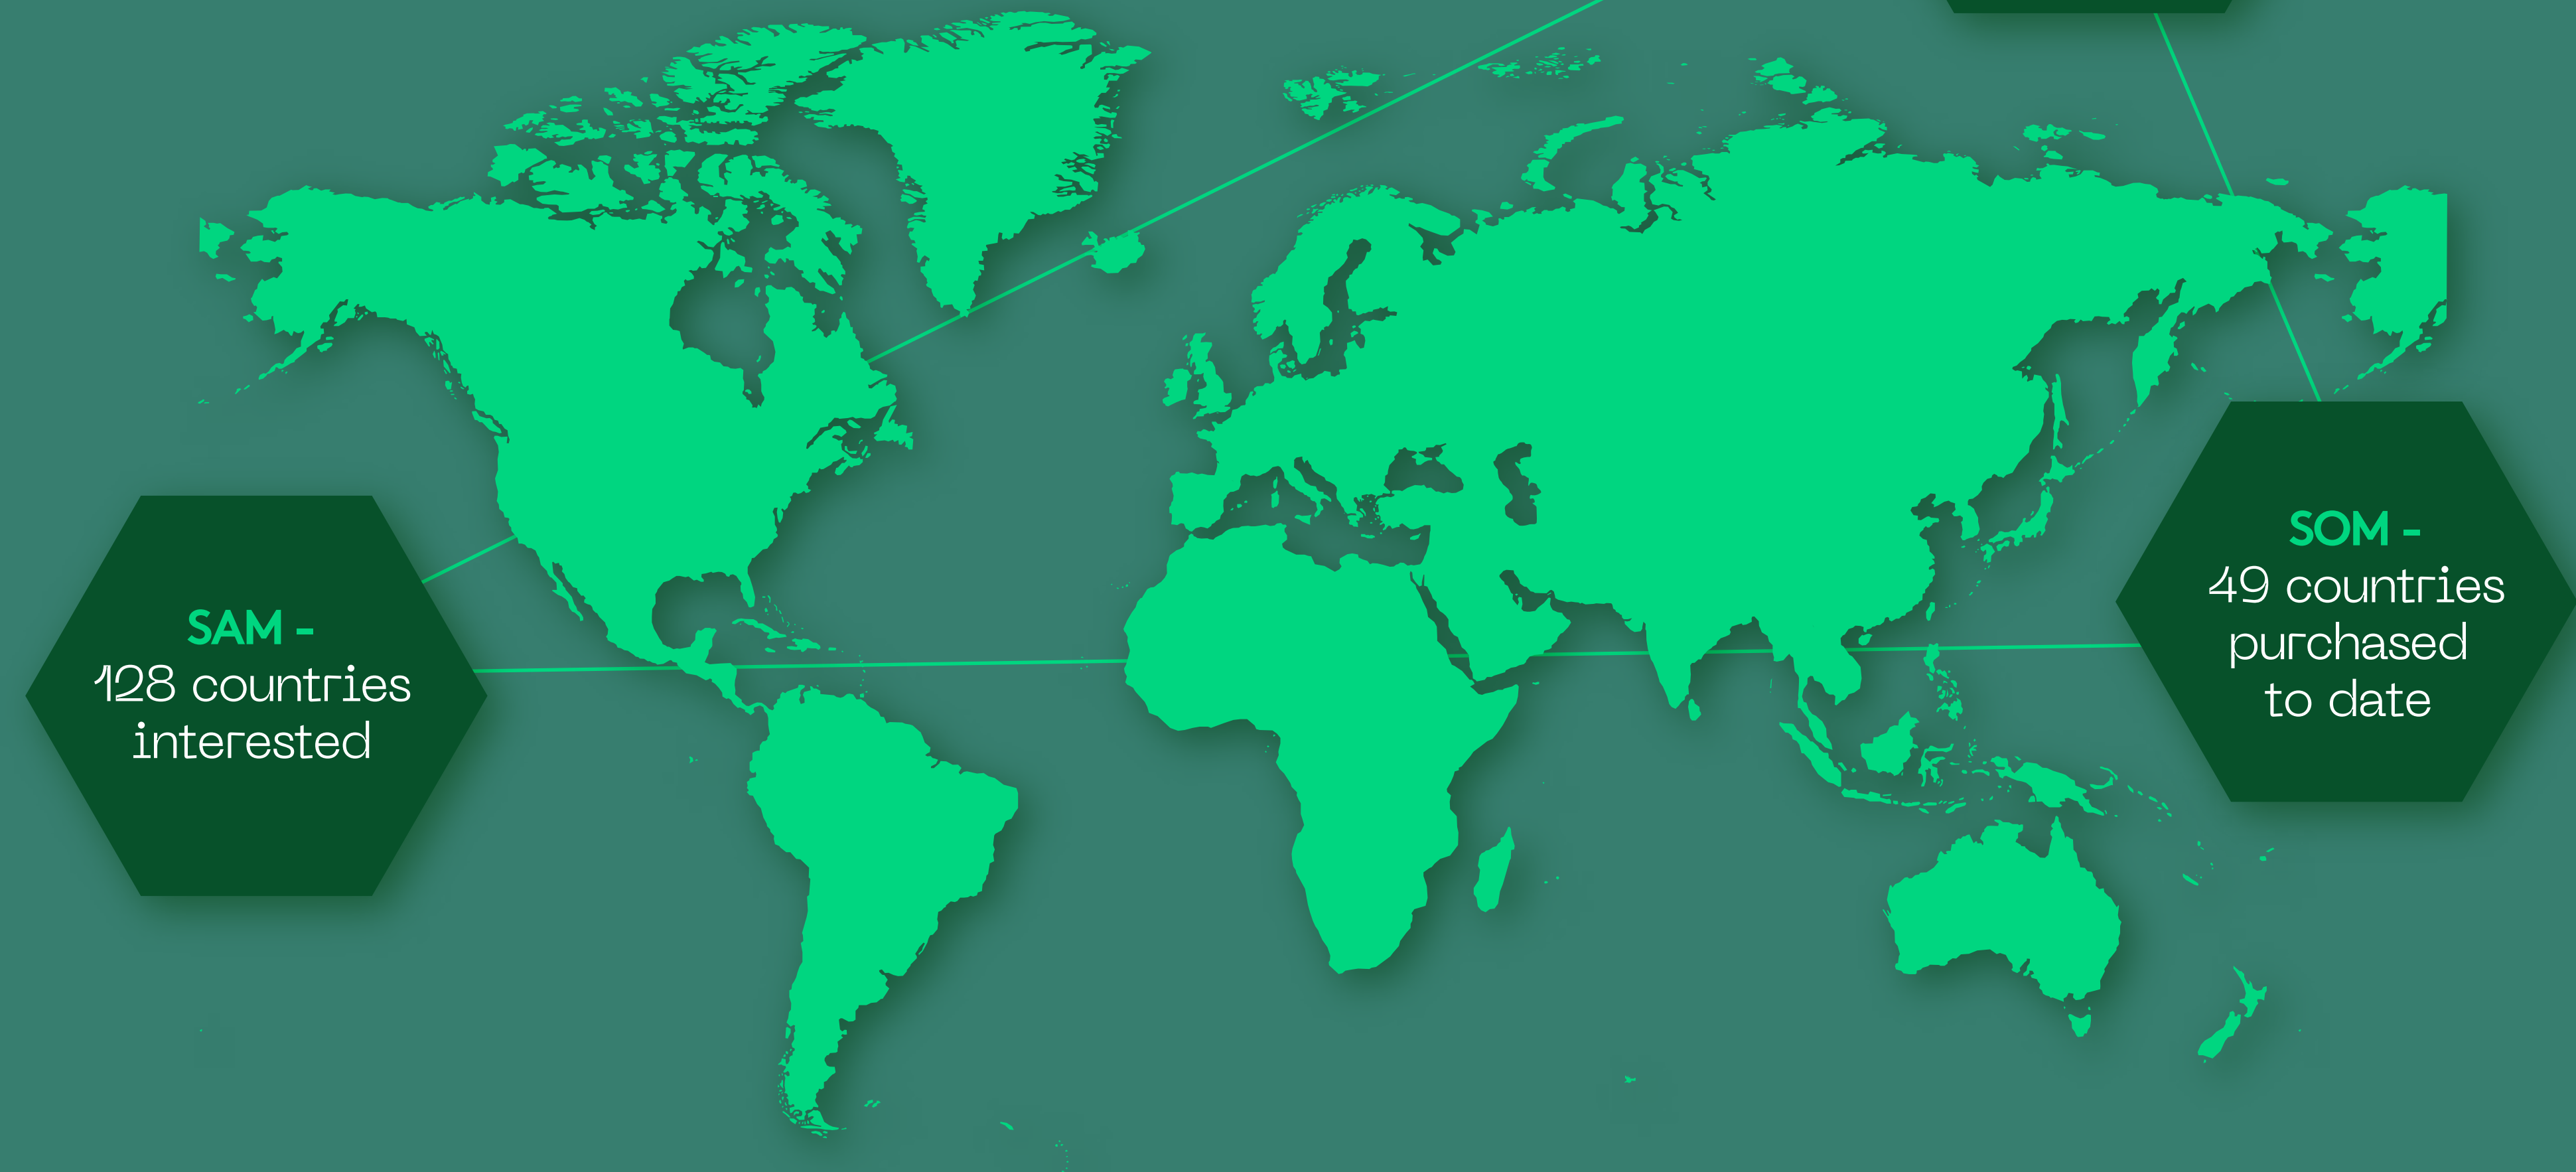 SAM -
128 countries
interested
SOM -
49 countries
purchased
to date